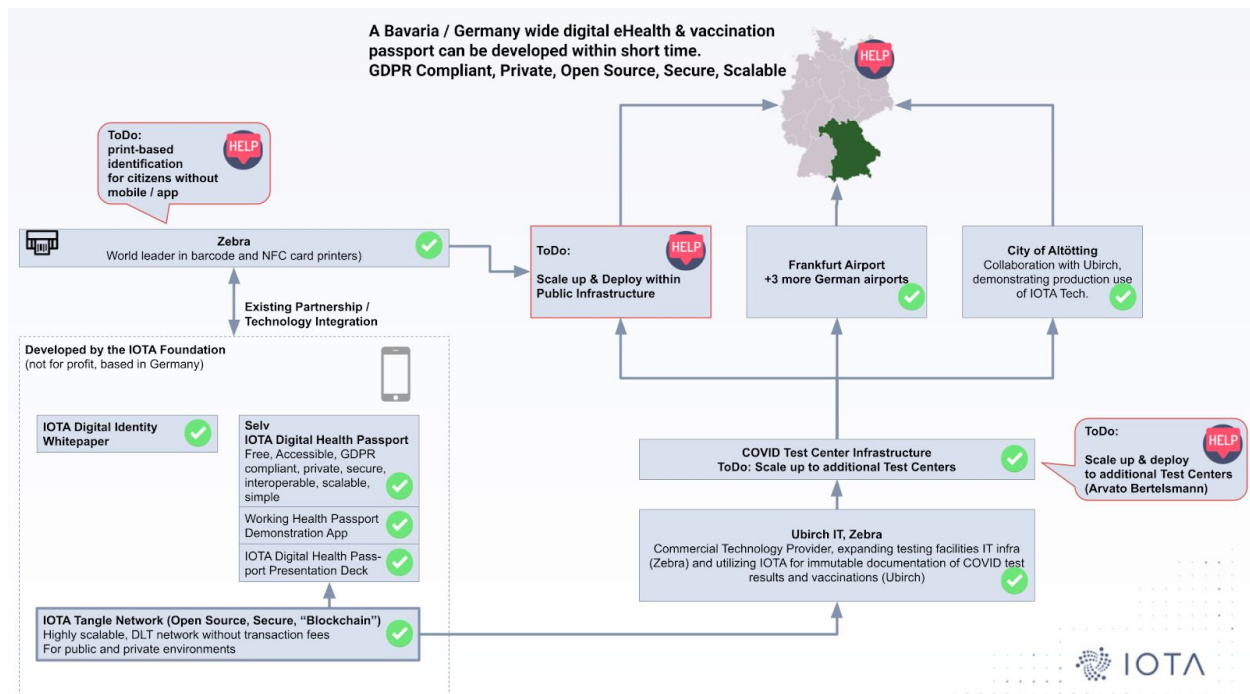 A Bavaria / Germany wide digital eHealth & vaccination
passport can be developed within short time.
GDPR Compliant, Private, Open Source, Secure, Scalable
HELP
ToDo:
print-based
identification
for citizens without
mobile / app
HELP
Zebra
World leader in barcode and NFC card printers)
ToDo:
Scale up & Deploy within
Public Infrastructure
HELP
Frankfurt Airport
+3 more German airports
City of Altötting
Collaboration with Ubirch,
demonstrating production use
of IOTA Tech.
Existing Partnership /
Technology Integration
Developed by the IOTA Foundation
(not for profit, based in Germany)
IOTA Digital Identity
Whitepaper
Selv
IOTA Digital Health Passport
Free, Accessible, GDPR
compliant, private, secure,
interoperable, scalable,
simple
Working Health Passport
Demonstration App
IOTA Digital Health Pass-
port Presentation Deck
IOTA Tangle Network (Open Source, Secure, “Blockchain”)
Highly scalable, DLT network without transaction fees
For public and private environments
COVID Test Center Infrastructure
ToDo: Scale up to additional Test Centers
ToDo:
Scale up & deploy
to additional Test Centers
(Arvato Bertelsmann)
HELP
Ubirch IT, Zebra
Commercial Technology Provider, expanding testing facilities IT infra
(Zebra) and utilizing IOTA for immutable documentation of COVID test
results and vaccinations (Ubirch)
IOTA